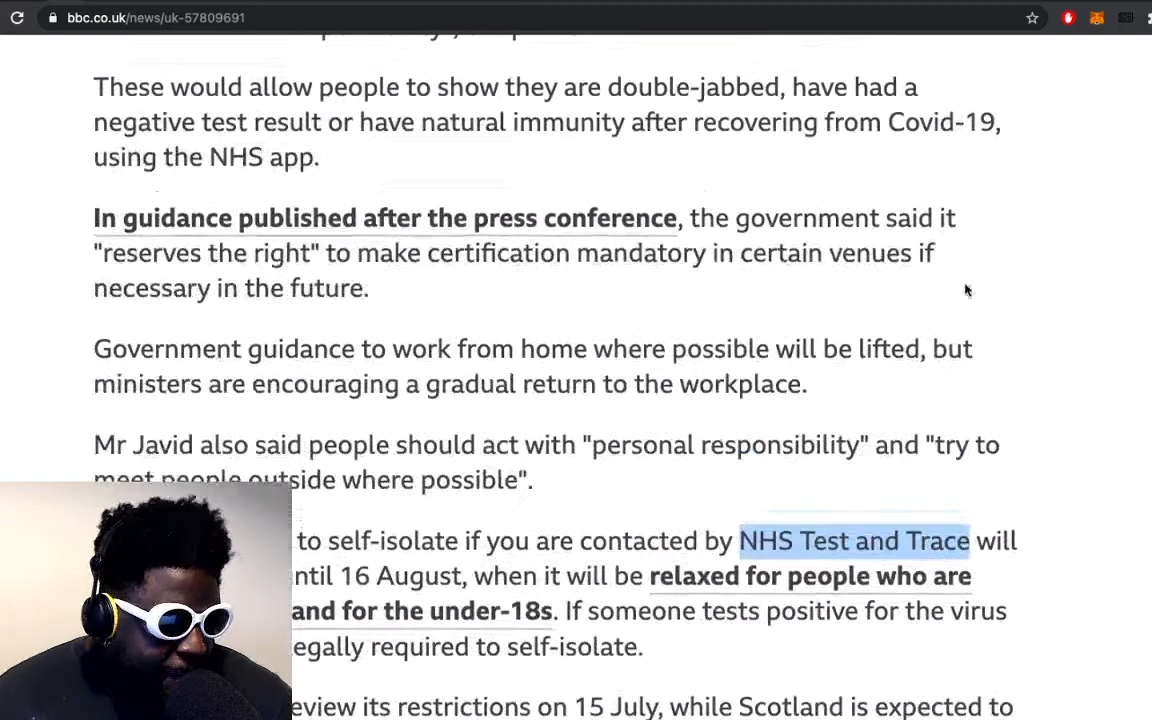 bbc.co.uk/news/uk-57809691
These would allow people to show they are double-jabbed, have had a
negative test result or have natural immunity after recovering from Covid-19,
using the NHS app.
In guidance published after the press conference, the government said it
"reserves the right" to make certification mandatory in certain venues if
necessary in the future.
Government guidance to work from home where possible will be lifted, but
ministers are encouraging a gradual return to the workplace.
Mr Javid also said people should act with "personal responsibility" and "try to
meet people outside where possible".
to self-isolate if you are contacted by NHS Test and Trace will
ntil 16 August, when it will be relaxed for people who are
and for the under-18s. If someone tests positive for the virus
egally required to self-isolate.
eview its restrictions on 15 July, while Scotland is expected to